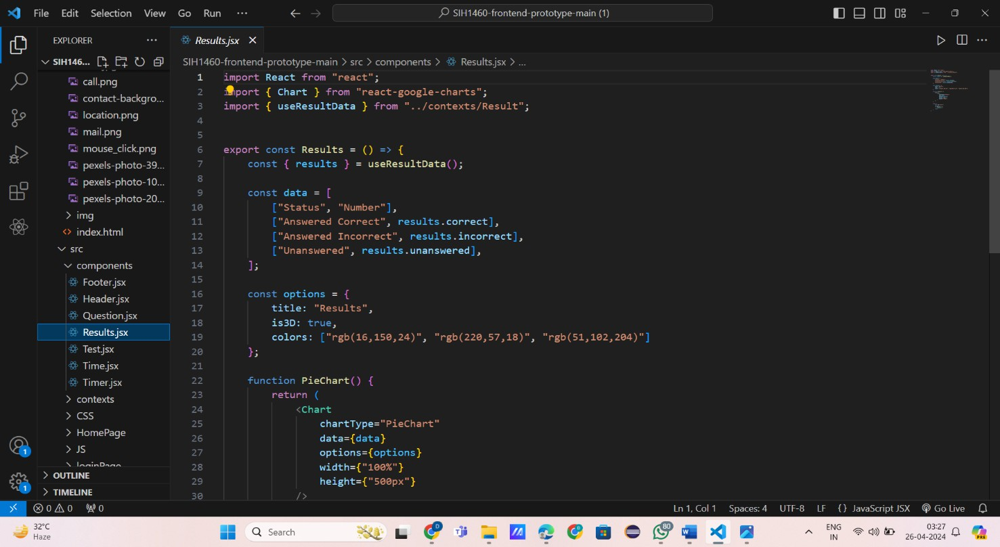 File Edit Selection View Go Run ...
SIH1460-frontend-prototype-main (1)
EXPLORER
SIH146...
call.png
contact-backgro...
location.png
mail.png
mouse_click.png
pexels-photo-39...
pexels-photo-10...
pexels-photo-20...
img
<> index.html
src
components
Footer.jsx
Header.jsx
Question.jsx
Results.jsx
Test.jsx
Time.jsx
Timer.jsx
contexts
CSS
HomePage
JS
loginPage
OUTLINE
TIMELINE
1
1
Results.jsx
SIH1460-frontend-prototype-main > src > components > Results.jsx > ...
1 import React from "react";
2 import { Chart } from "react-google-charts";
3 import { useResultData } from "../contexts/Result";
4
5
6 export const Results = () => {
7 const { results } = useResultData();
8
9 const data = [
10 ["Status", "Number"],
11 ["Answered Correct", results.correct],
12 ["Answered Incorrect", results.incorrect],
13 ["Unanswered", results.unanswered],
14 ];
15
16 const options = {
17 title: "Results",
18 is3D: true,
19 colors: ["rgb(16,150,24)", "rgb(220,57,18)", "rgb(51,102,204)"]
20 };
21
22 function PieChart() {
23 return (
24 <Chart
25 chartType="PieChart"
26 data={data}
27 options={options}
28 width={"100%"}
29 height={"500px"}
30 />
0 0 0
Ln 1, Col 1 Spaces: 4 UTF-8 LF {} JavaScript JSX Go Live
32°C
Haze
Search
D
80
PRE
ENG
IN
03:27
26-04-2024